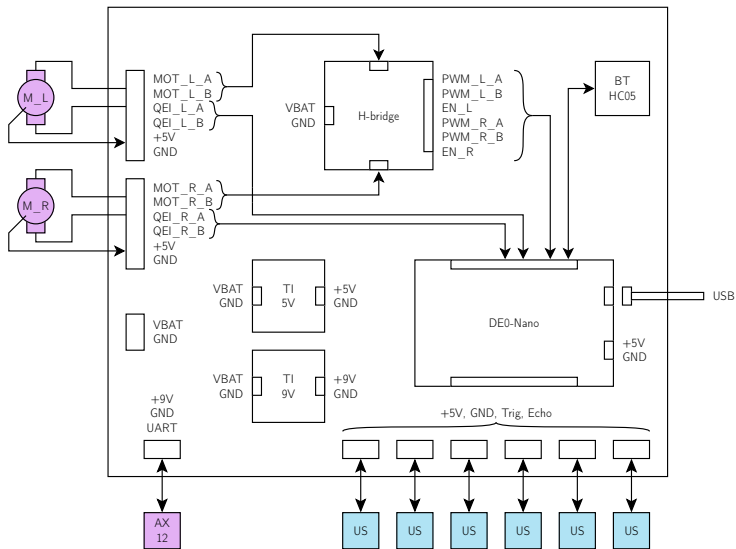 M_L
MOT_L_A
MOT_L_B
QEI_L_A
QEI_L_B
+5V
GND
VBAT
GND
H-bridge
PWM_L_A
PWM_L_B
EN_L
PWM_R_A
PWM_R_B
EN_R
BT
HC05
M_R
MOT_R_A
MOT_R_B
QEI_R_A
QEI_R_B
+5V
GND
VBAT
GND
TI
5V
+5V
GND
DE0-Nano
USB
+5V
GND
VBAT
GND
VBAT
GND
TI
9V
+9V
GND
+9V
GND
UART
+5V, GND, Trig, Echo
AX
12
US
US
US
US
US
US